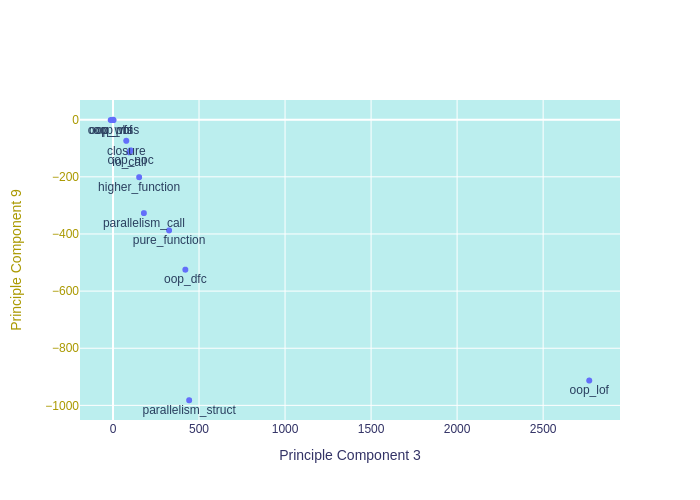 0
closure
higher_function
−200
parallelism_call
pure_function
−400
oop_dfc
−600
−800
oop_lof
parallelism_struct
−1000
0 500 1000 1500 2000 2500
Principle Component 3
Principle Component 9